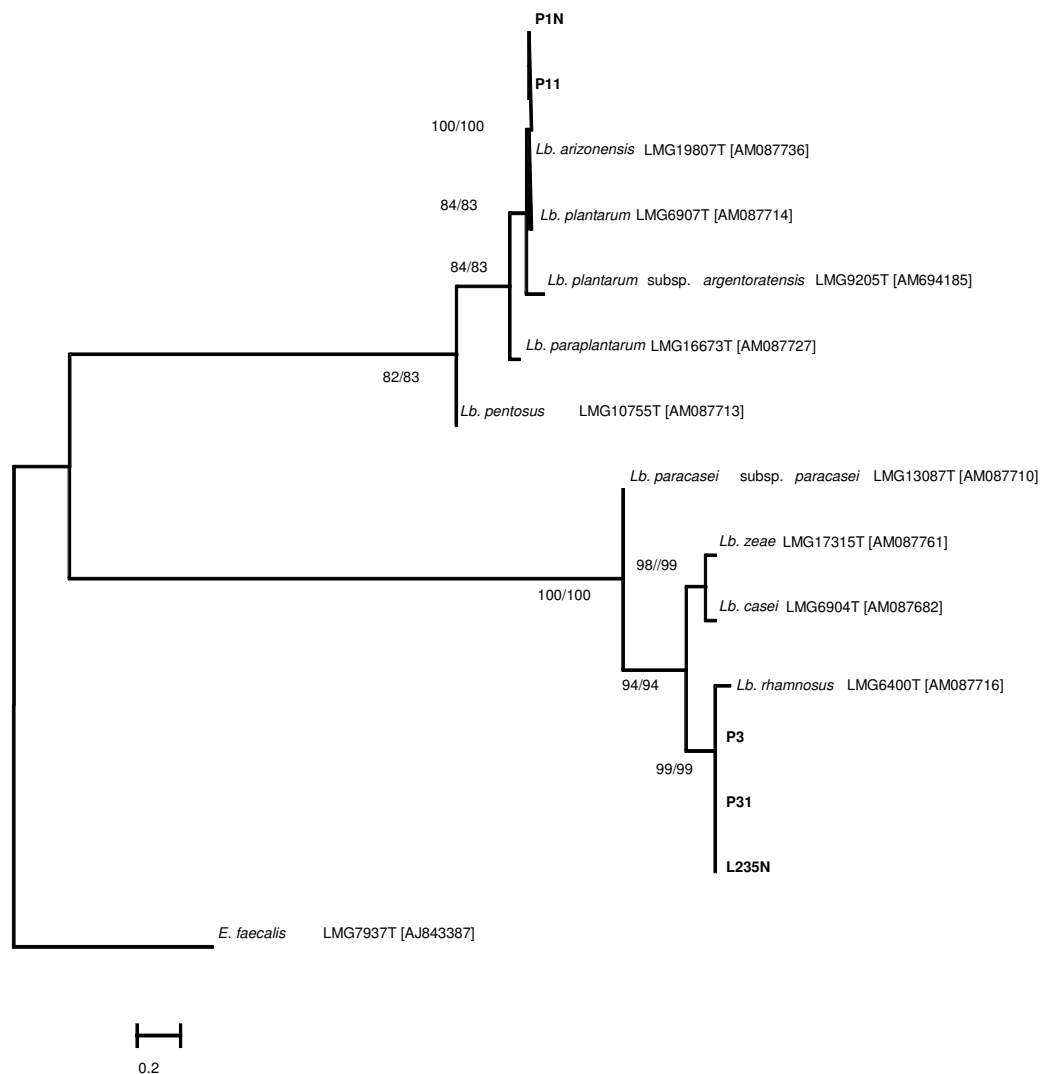 P1N
P11
100/100
Lb. arizonensis LMG19807T [AM087736]
84/83
Lb. plantarum LMG6907T [AM087714]
84/83
Lb. plantarum subsp. argentoratensis LMG9205T [AM694185]
Lb. paraplantarum LMG16673T [AM087727]
82/83
Lb. pentosus LMG10755T [AM087713]
Lb. paracasei subsp. paracasei LMG13087T [AM087710]
Lb. zeae LMG17315T [AM087761]
98//99
100/100
Lb. casei LMG6904T [AM087682]
94/94
Lb. rhamnosus LMG6400T [AM087716]
P3
99/99
P31
L235N
E. faecalis LMG7937T [AJ843387]
0.2